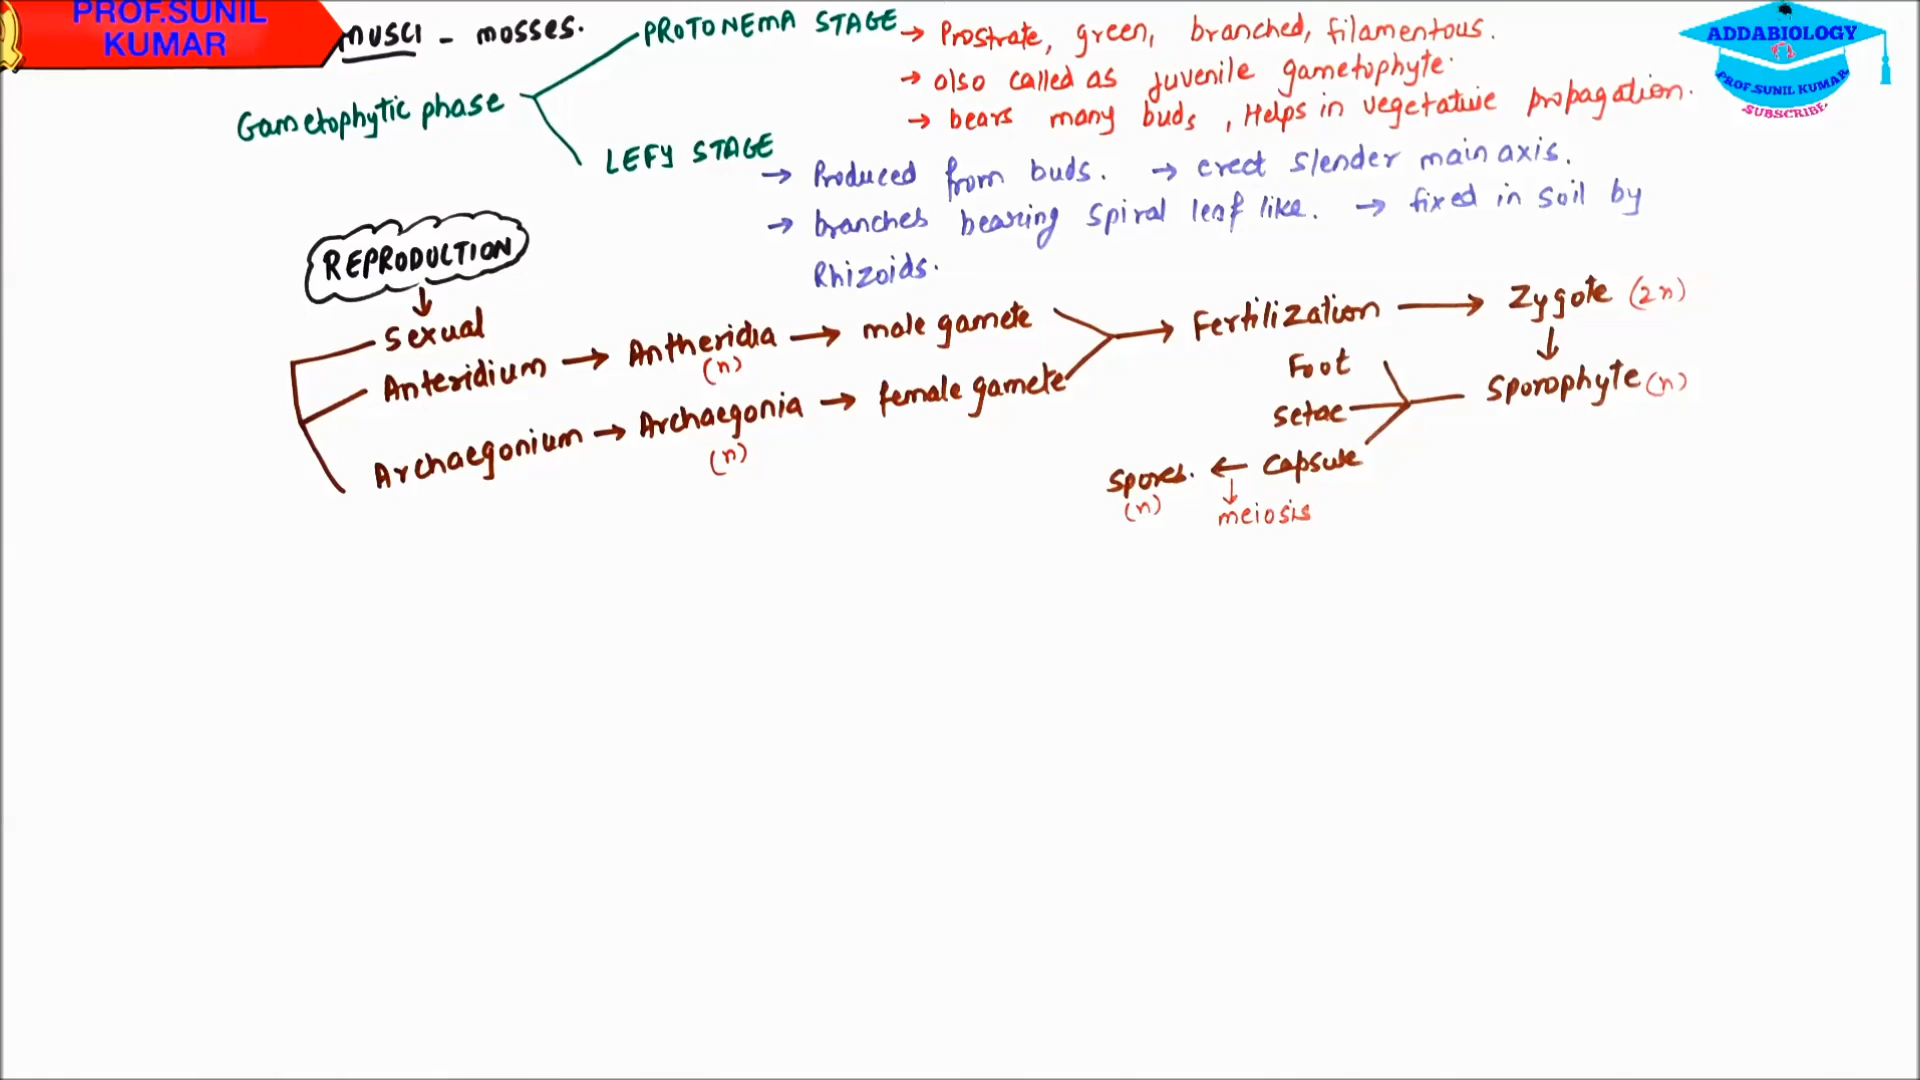 PROF.SUNIL
KUMAR
MUSCI - mosses.
Gametophytic phase
PROTONEMA STAGE → Prostrate, green, branched, filamentous.
→ also called as juvenile gametophyte.
→ bears many buds, Helps in vegetative propagation.
LEFY STAGE
→ Produced from buds. → erect slender main axis.
→ branches bearing spiral leaf like. → fixed in soil by
Rhizoids.
ADDABIOLOGY
PROF.SUNIL KUMAR
SUBSCRIBE
REPRODUCTION
↓
Sexual
Anteridium → Antheridia → male gamete
(n)
Archaegonium → Archaegonia → female gamete
(n)
→ Fertilization → Zygote (2n)
↓
Sporophyte (n)
Foot
Setae
Spores. ← Capsule
(n)
↓
meiosis